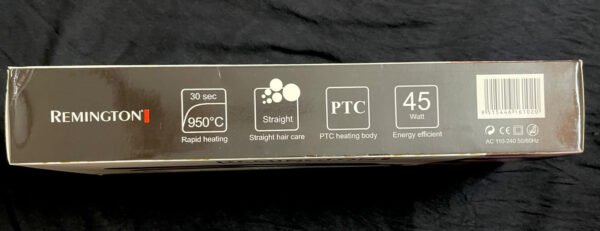 REMINGTON
30 sec
950°C
Rapid heating
Straight
Straight hair care
PTC
PTC heating body
45
Watt
Energy efficient
AC 110-240 50/60Hz